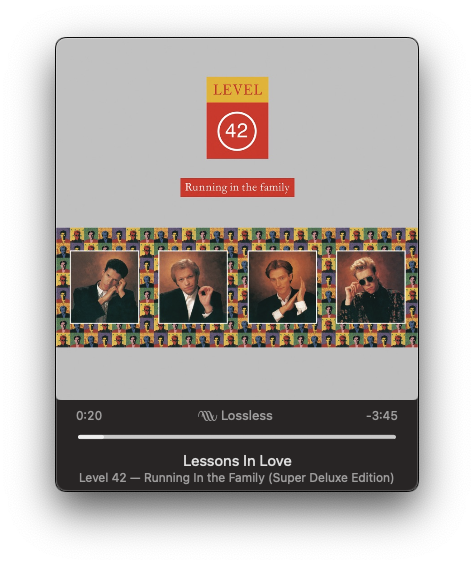 LEVEL
42
Running in the family
0:20 Lossless -3:45
Lessons In Love
Level 42 — Running In the Family (Super Deluxe Edition)